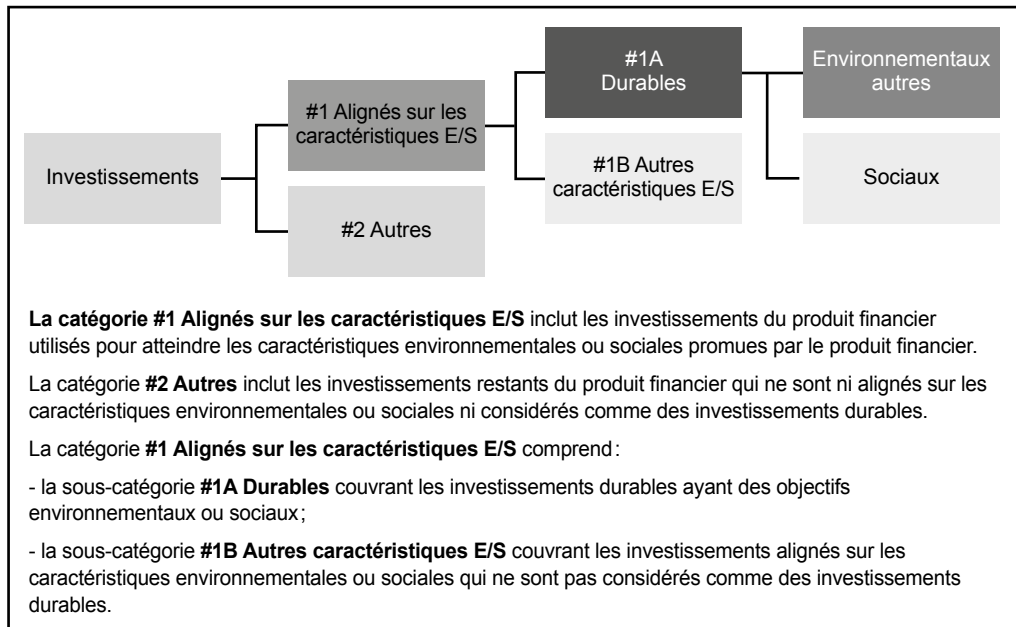 #1A
Durables
Environnementaux
autres
#1 Alignés sur les
caractéristiques E/S
Investissements
#1B Autres
caractéristiques E/S
Sociaux
#2 Autres
La catégorie #1 Alignés sur les caractéristiques E/S inclut les investissements du produit financier
utilisés pour atteindre les caractéristiques environnementales ou sociales promues par le produit financier.
La catégorie #2 Autres inclut les investissements restants du produit financier qui ne sont ni alignés sur les
caractéristiques environnementales ou sociales ni considérés comme des investissements durables.
La catégorie #1 Alignés sur les caractéristiques E/S comprend :
- la sous-catégorie #1A Durables couvrant les investissements durables ayant des objectifs
environnementaux ou sociaux ;
- la sous-catégorie #1B Autres caractéristiques E/S couvrant les investissements alignés sur les
caractéristiques environnementales ou sociales qui ne sont pas considérés comme des investissements
durables.